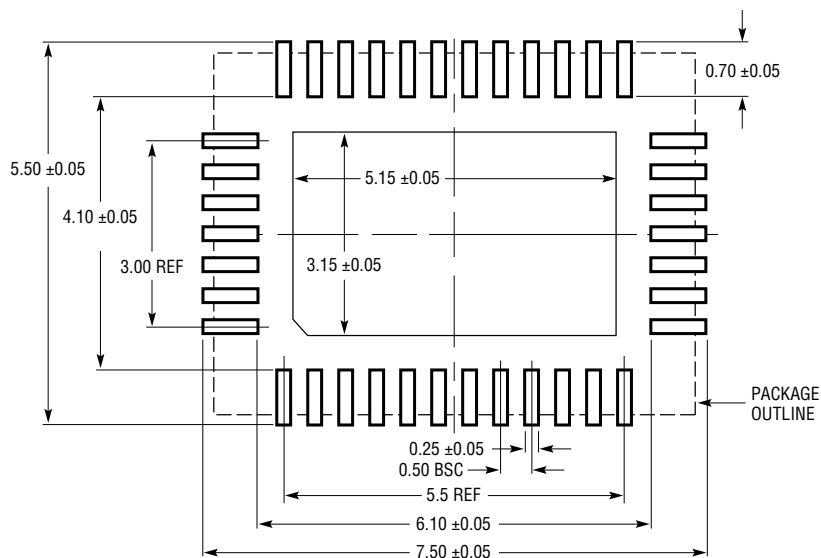 0.70 ±0.05
5.50 ±0.05
5.15 ±0.05
4.10 ±0.05
3.00 REF
3.15 ±0.05
PACKAGE
OUTLINE
0.25 ±0.05
0.50 BSC
5.5 REF
6.10 ±0.05
7.50 ±0.05